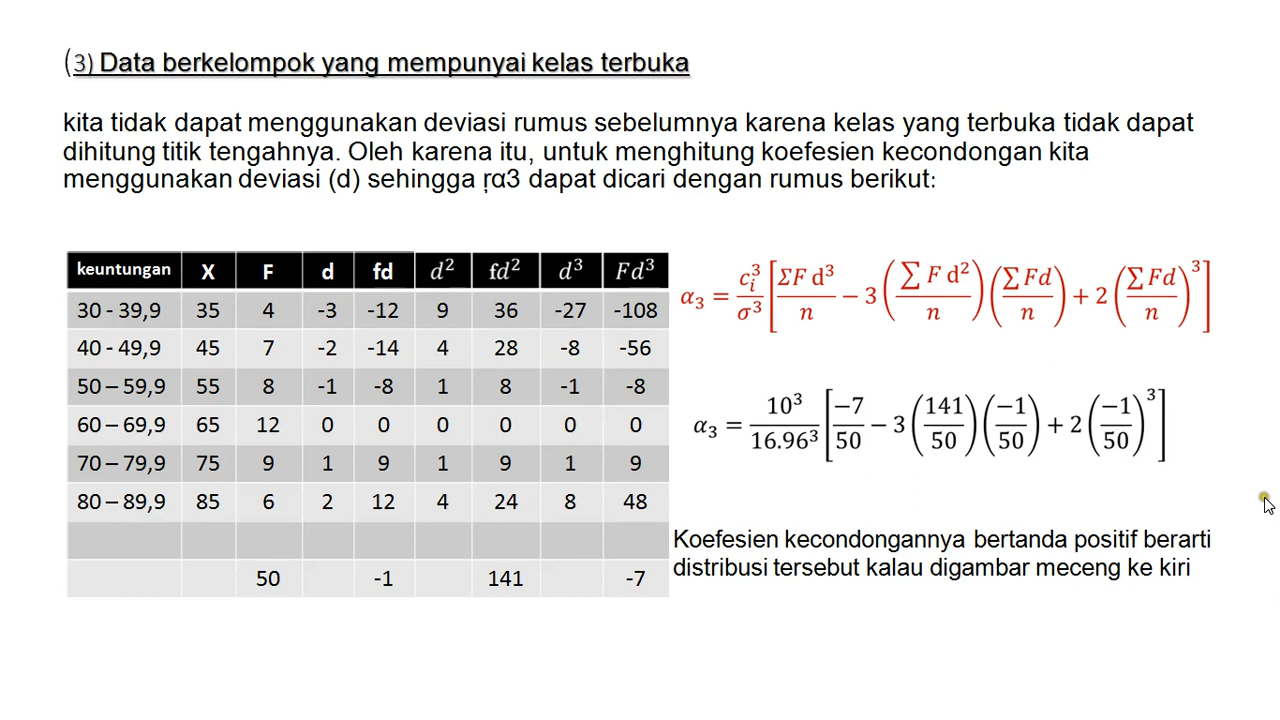 (3) Data berkelompok yang mempunyai kelas terbuka
kita tidak dapat menggunakan deviasi rumus sebelumnya karena kelas yang terbuka tidak dapat
dihitung titik tengahnya. Oleh karena itu, untuk menghitung koefesien kecondongan kita
menggunakan deviasi (d) sehingga ṛα3 dapat dicari dengan rumus berikut:
keuntungan X F d fd d² fd² d³ Fd³
30 - 39,9 35 4 -3 -12 9 36 -27 -108
40 - 49,9 45 7 -2 -14 4 28 -8 -56
50 – 59,9 55 8 -1 -8 1 8 -1 -8
60 – 69,9 65 12 0 0 0 0 0 0
70 – 79,9 75 9 1 9 1 9 1 9
80 – 89,9 85 6 2 12 4 24 8 48
50 -1 141 -7
α₃ = cᵢ³/σ³ [ΣF d³/n − 3 (∑ F d²/n) (∑ Fd/n) + 2 (∑ Fd/n)³]
α₃ = 10³/16.96³ [−7/50 − 3 (141/50) (−1/50) + 2 (−1/50)³]
Koefesien kecondongannya bertanda positif berarti
distribusi tersebut kalau digambar meceng ke kiri